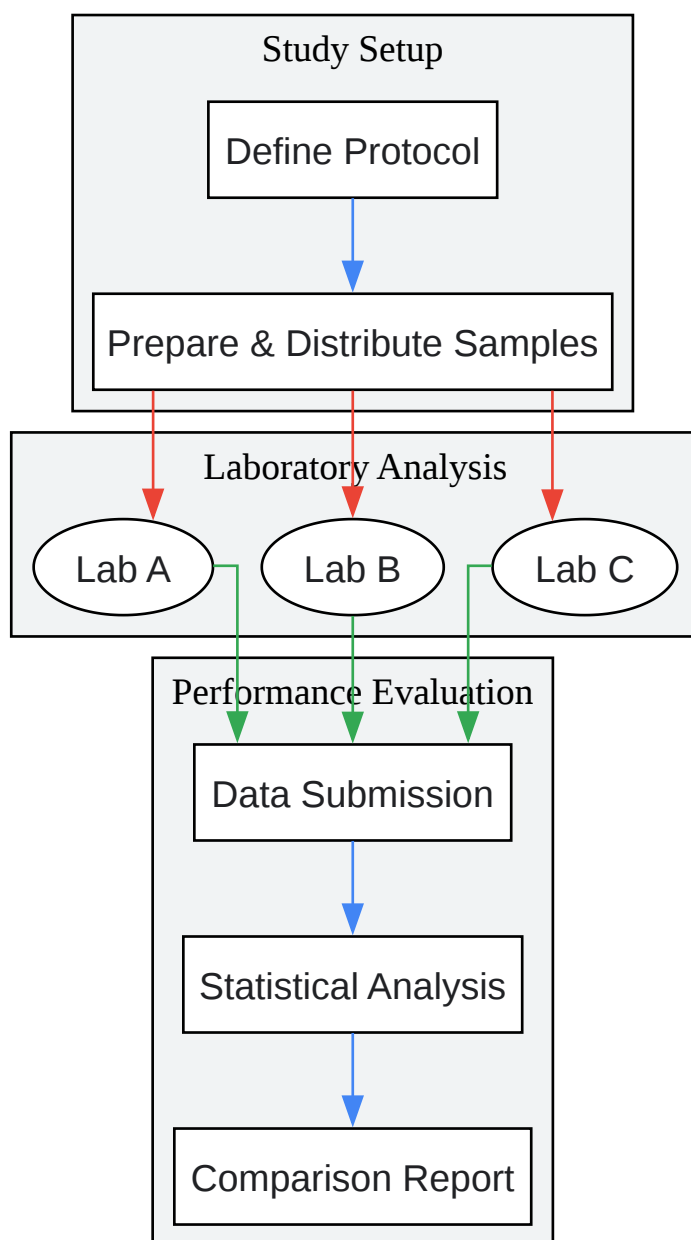 Study Setup
Define Protocol
Prepare & Distribute Samples
Laboratory Analysis
Lab A
Lab B
Lab C
Performance Evaluation
Data Submission
Statistical Analysis
Comparison Report